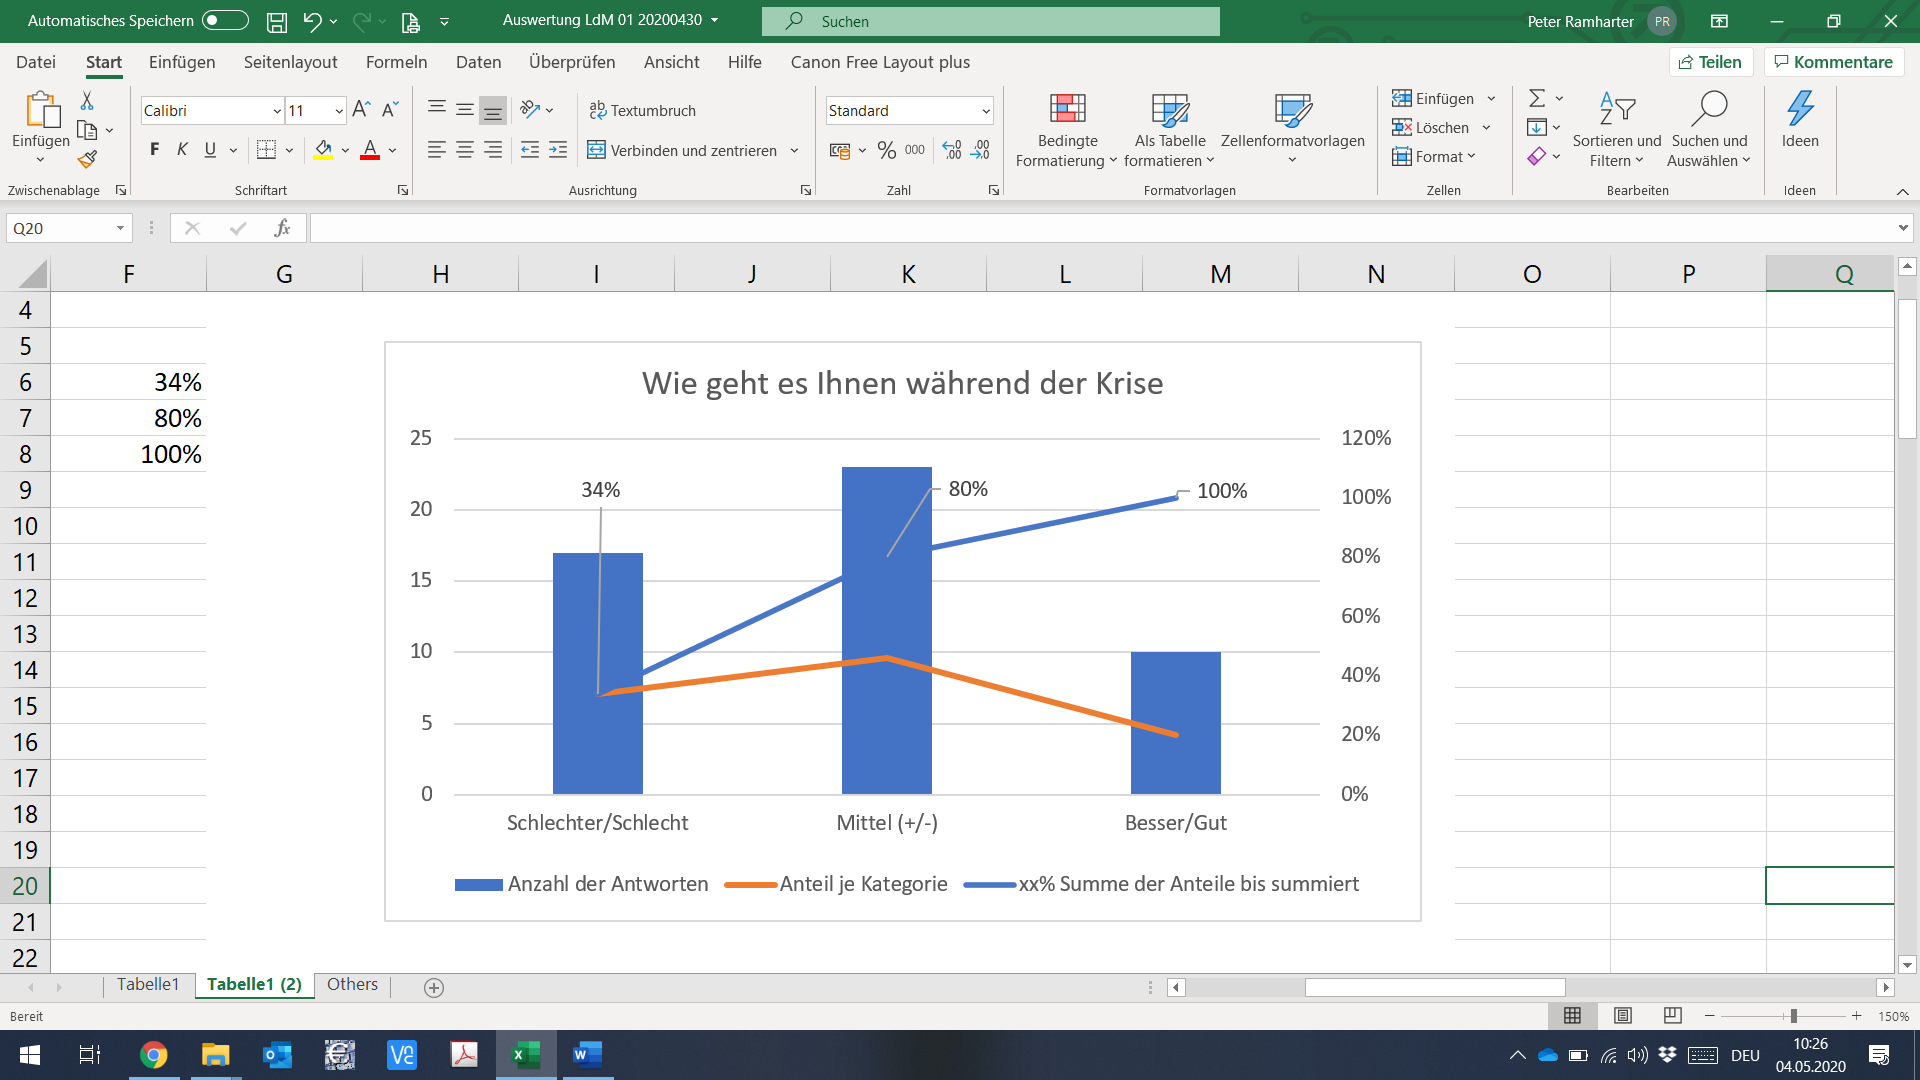 Automatisches Speichern
Auswertung LdM 01 20200430
Suchen
Peter Ramharter
PR
Datei Start Einfügen Seitenlayout Formeln Daten Überprüfen Ansicht Hilfe Canon Free Layout plus
Teilen
Kommentare
Einfügen
Zwischenablage
Calibri
11
F K U
Schriftart
Textumbruch
Verbinden und zentrieren
Ausrichtung
Standard
% 000
Zahl
Bedingte
Formatierung
Als Tabelle
formatieren
Zellenformatvorlagen
Formatvorlagen
Einfügen
Löschen
Format
Zellen
Sortieren und
Filtern
Suchen und
Auswählen
Bearbeiten
Ideen
Ideen
Q20
fx
F G H I J K L M N O P Q
4
5
6 34%
7 80%
8 100%
9
10
11
12
13
14
15
16
17
18
19
20
21
22
Wie geht es Ihnen während der Krise
25
20
15
10
5
0
34%
80%
100%
120%
100%
80%
60%
40%
20%
0%
Schlechter/Schlecht Mittel (+/-) Besser/Gut
Anzahl der Antworten Anteil je Kategorie xx% Summe der Anteile bis summiert
Tabelle1 Tabelle1 (2) Others
Bereit
150%
DEU
10:26
04.05.2020